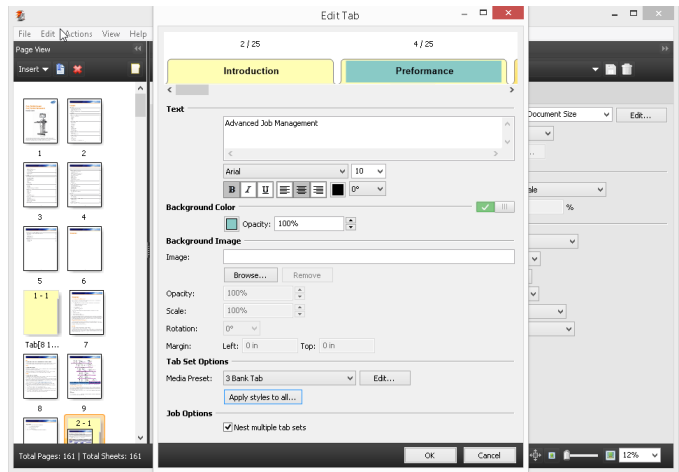 Edit Tab
File Edit Actions View Help
Page View
Insert
2 / 25
4 / 25
Introduction
Preformance
Text
Advanced Job Management
Arial
10
B I U
0°
Background Color
Opacity: 100%
Background Image
Image:
Browse...
Remove
Opacity: 100%
Scale: 100%
Rotation: 0°
Margin: Left: 0 in Top: 0 in
Tab Set Options
Media Preset: 3 Bank Tab
Edit...
Apply styles to all...
Job Options
Nest multiple tab sets
OK
Cancel
1
2
3
4
5
6
1 - 1
Tab[8 1...
7
8
9
2 - 1
Total Pages: 161 | Total Sheets: 161
Document Size
Edit...
ale
%
12%